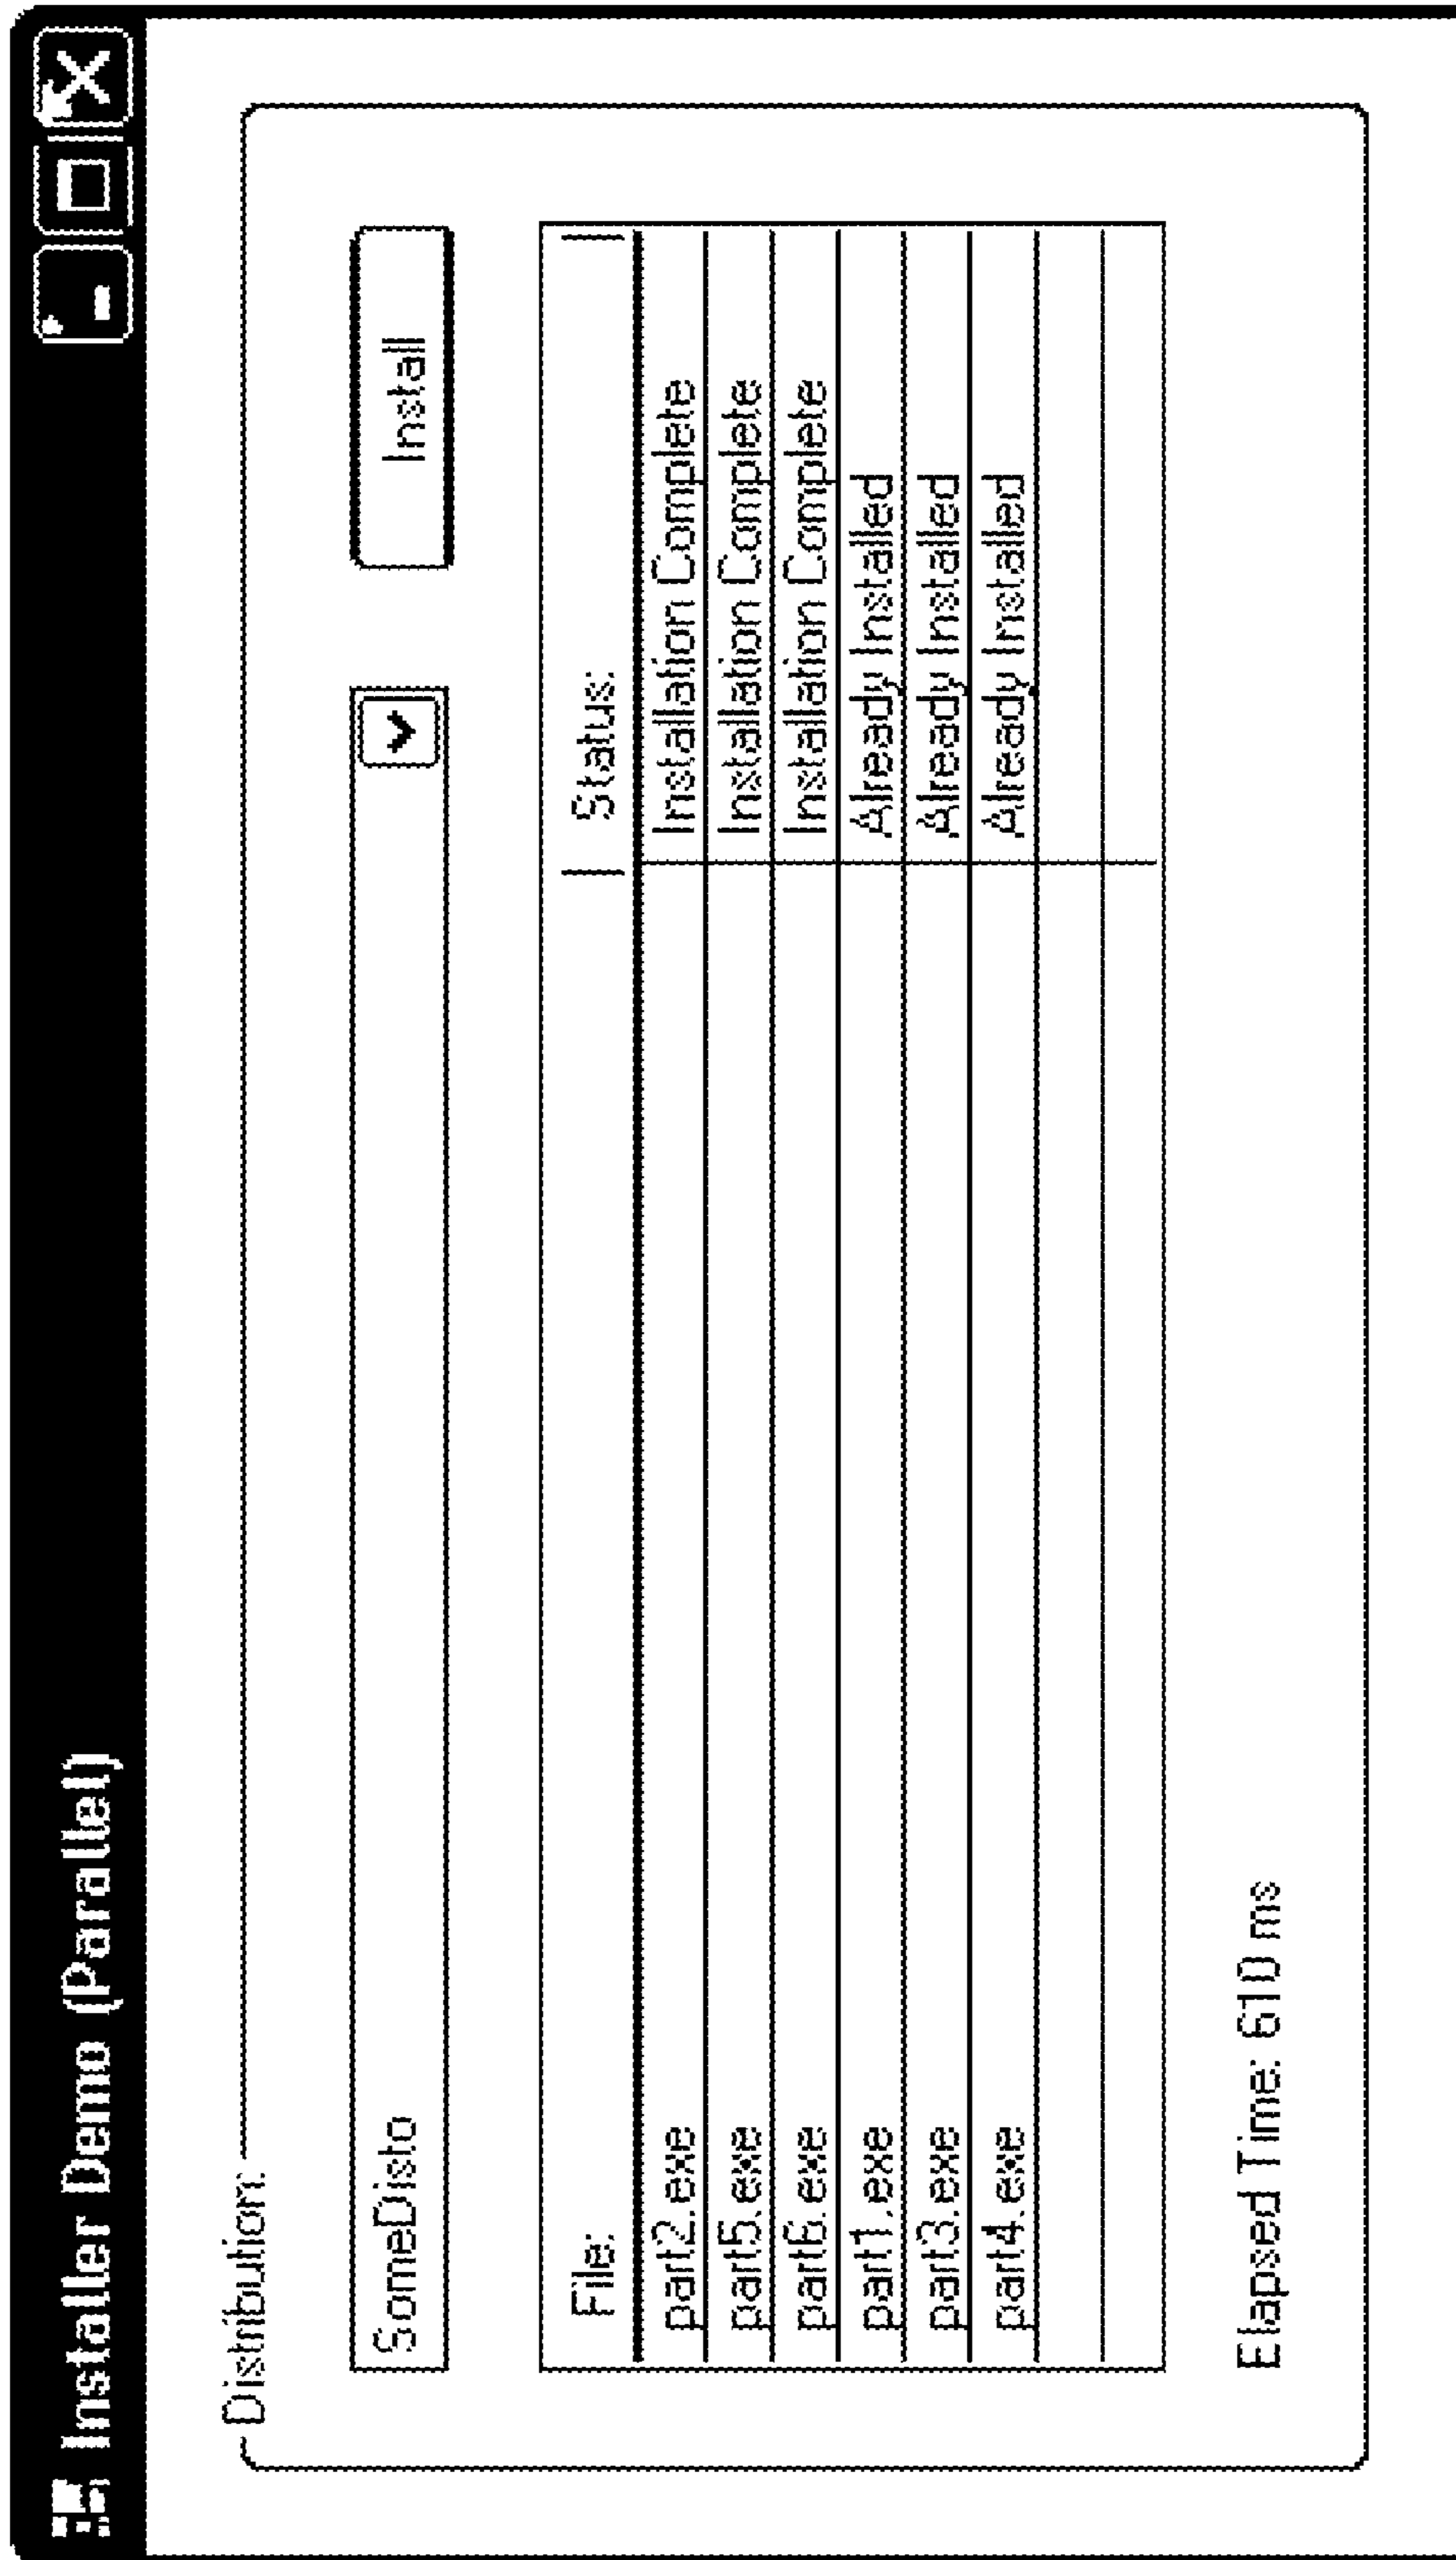 Installer Demo (Parallel)
Distribution:
SomeDisto
Install
File: Status:
part2.exe Installation Complete
part5.exe Installation Complete
part6.exe Installation Complete
part1.exe Already Installed
part3.exe Already Installed
part4.exe Already Installed
Elapsed Time: 610 ms